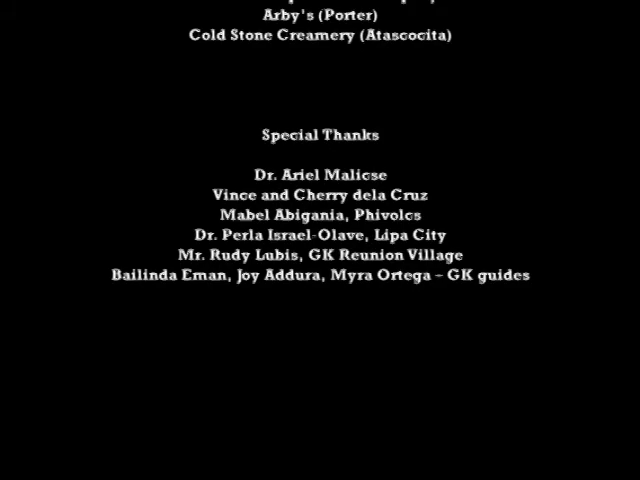 Arby's (Porter)
Cold Stone Creamery (Atascocita)
Special Thanks
Dr. Ariel Maliose
Vince and Cherry dela Cruz
Mabel Abigania, Phivolcs
Dr. Perla Israel-Olave, Lipa City
Mr. Rudy Lubis, GK Reunion Village
Bailinda Eman, Joy Addura, Myra Ortega – GK guides